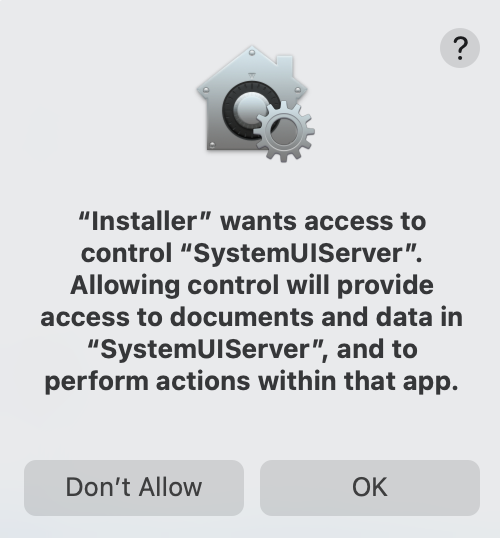 ?
“Installer” wants access to
control “SystemUIServer”.
Allowing control will provide
access to documents and data in
“SystemUIServer”, and to
perform actions within that app.
Don’t Allow
OK